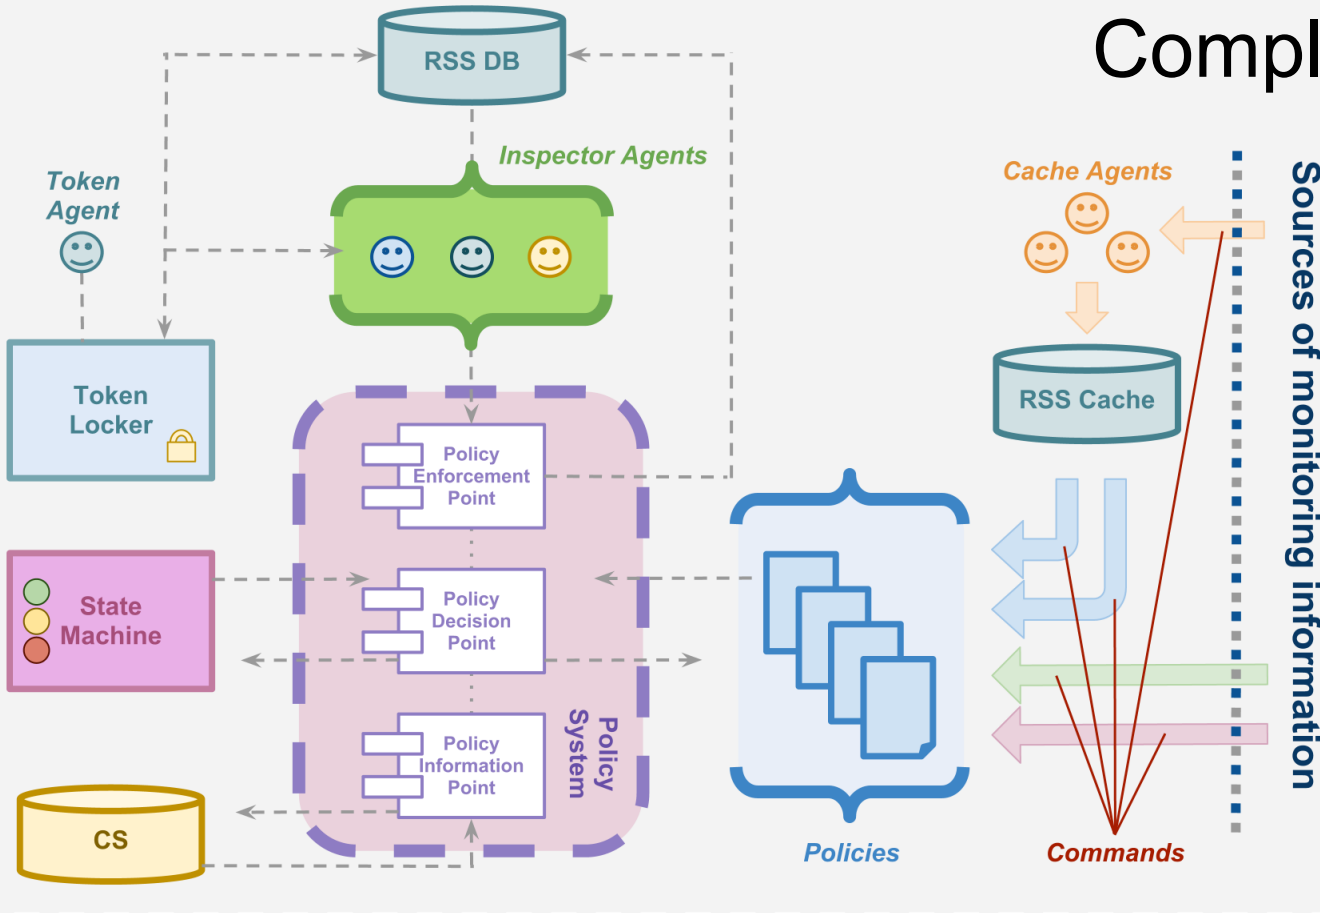 Compl
RSS DB
Inspector Agents
Token
Agent
Cache Agents
Sources of monitoring information
Token
Locker
RSS Cache
Policy
Enforcement
Point
State
Machine
Policy
Decision
Point
Policy
System
Policy
Information
Point
CS
Policies
Commands